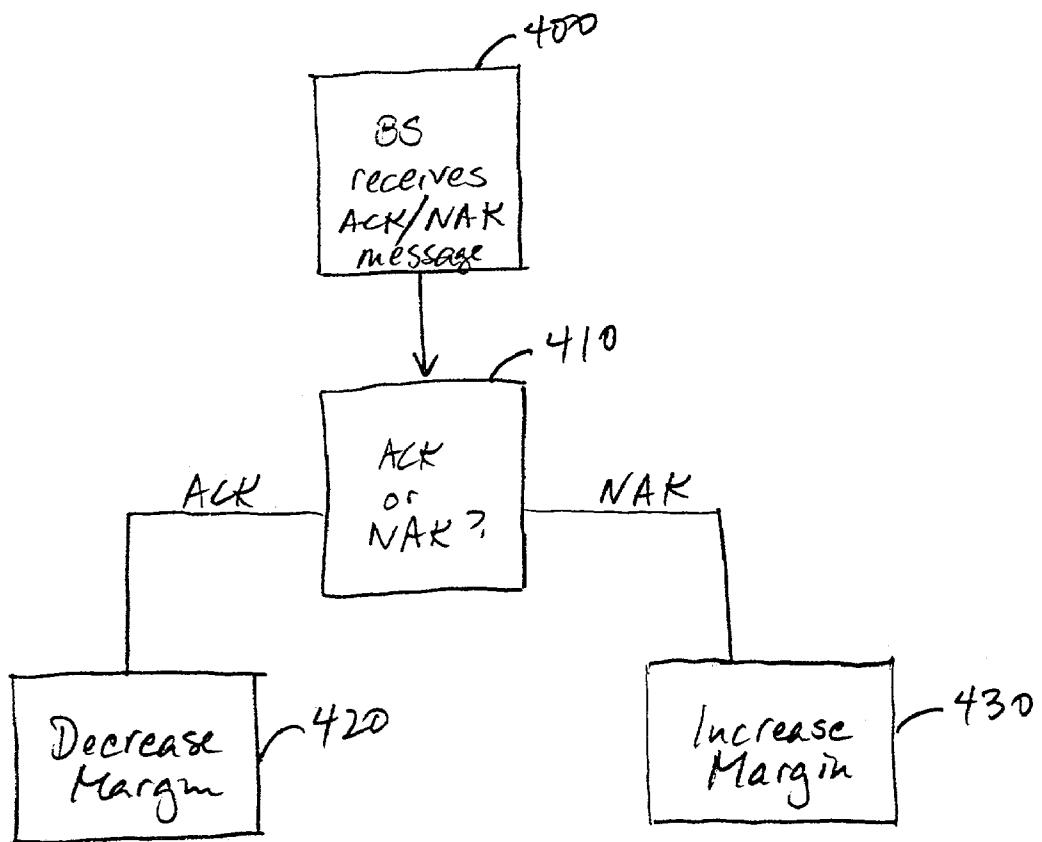 400
BS
receives
ACK/NAK
message
410
ACK
or
NAK?
ACK
NAK
Decrease
Margin
420
Increase
Margin
430